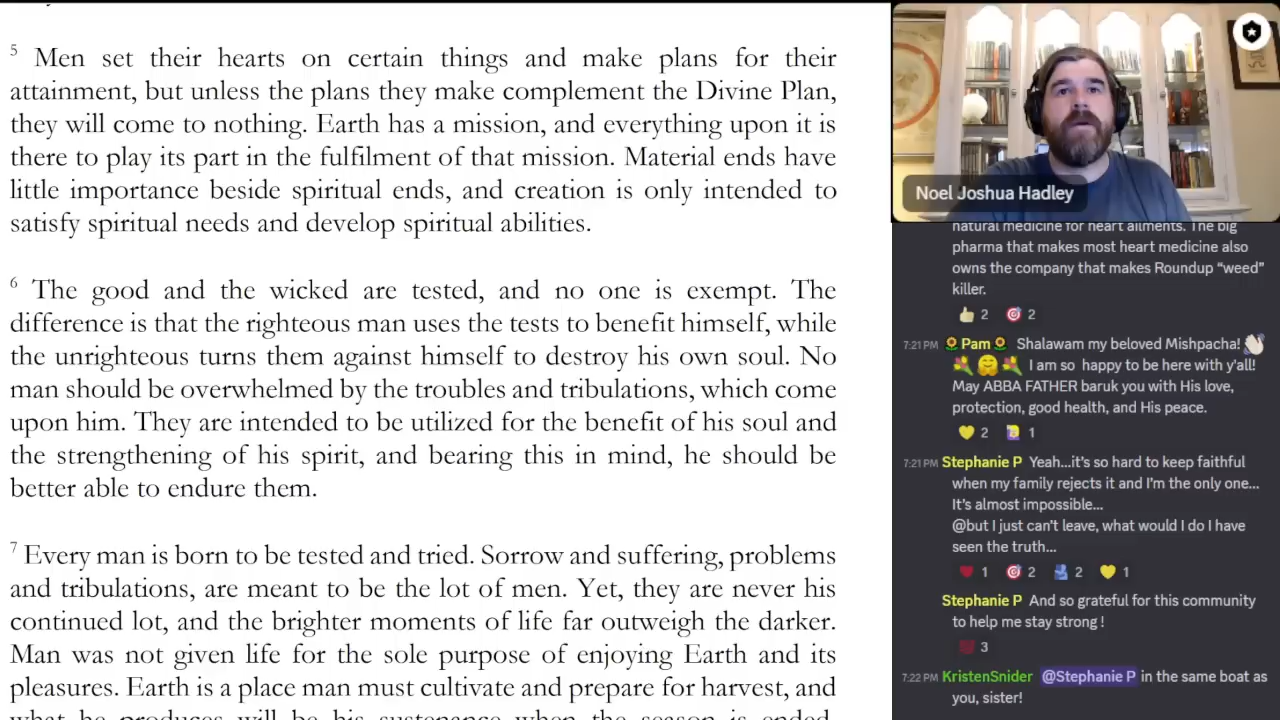 5 Men set their hearts on certain things and make plans for their
attainment, but unless the plans they make complement the Divine Plan,
they will come to nothing. Earth has a mission, and everything upon it is
there to play its part in the fulfilment of that mission. Material ends have
little importance beside spiritual ends, and creation is only intended to
satisfy spiritual needs and develop spiritual abilities.
6 The good and the wicked are tested, and no one is exempt. The
difference is that the righteous man uses the tests to benefit himself, while
the unrighteous turns them against himself to destroy his own soul. No
man should be overwhelmed by the troubles and tribulations, which come
upon him. They are intended to be utilized for the benefit of his soul and
the strengthening of his spirit, and bearing this in mind, he should be
better able to endure them.
7 Every man is born to be tested and tried. Sorrow and suffering, problems
and tribulations, are meant to be the lot of men. Yet, they are never his
continued lot, and the brighter moments of life far outweigh the darker.
Man was not given life for the sole purpose of enjoying Earth and its
pleasures. Earth is a place man must cultivate and prepare for harvest, and
what he produces will be his sustenance when the season is ended.
Noel Joshua Hadley
natural medicine for heart ailments. The big
pharma that makes most heart medicine also
owns the company that makes Roundup “weed”
killer.
👍 2 🎯 2
7:21 PM 🌻 Pam 🌻 Shalawam my beloved Mishpacha! 👋🏻
💐 🤗 💐 I am so happy to be here with y'all!
May ABBA FATHER baruk you with His love,
protection, good health, and His peace.
💛 2 🙋 1
7:21 PM Stephanie P Yeah...it's so hard to keep faithful
when my family rejects it and I'm the only one...
It's almost impossible...
@but I just can't leave, what would I do I have
seen the truth...
❤️ 1 🎯 2 🫂 2 💛 1
Stephanie P And so grateful for this community
to help me stay strong !
❤️ 3
7:22 PM KristenSnider @Stephanie P in the same boat as
you, sister!